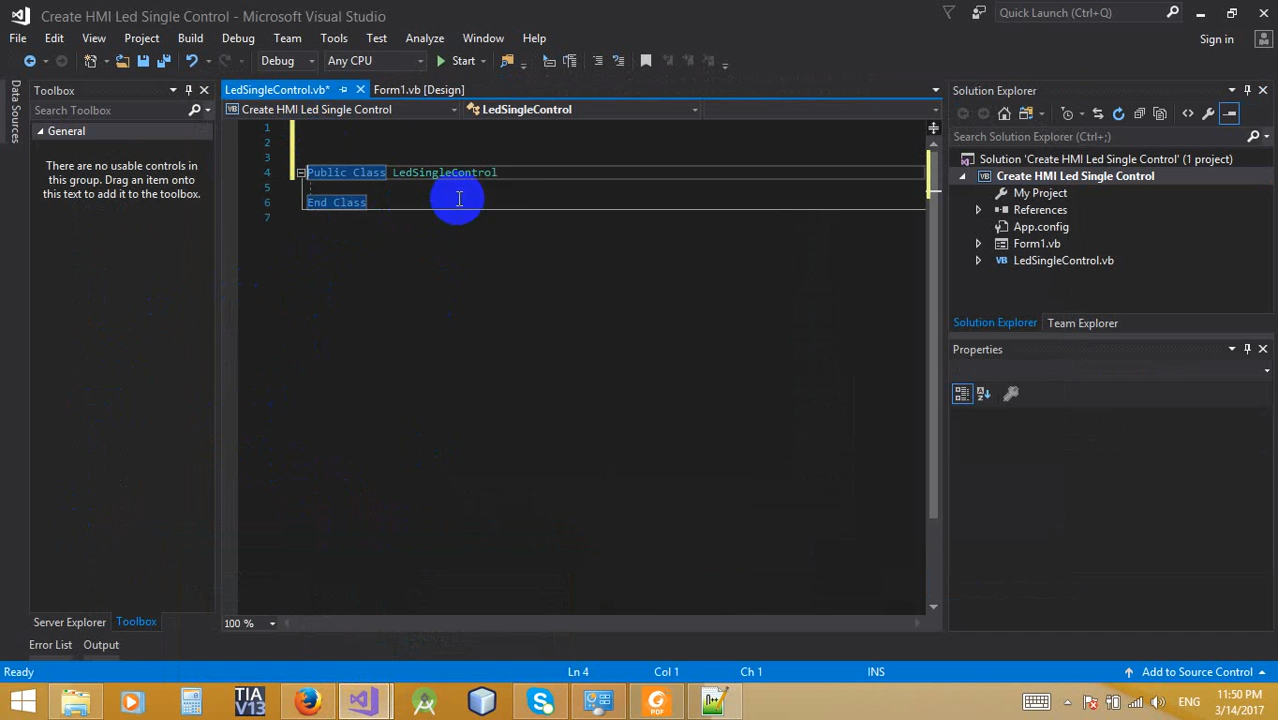 Create HMI Led Single Control - Microsoft Visual Studio
Quick Launch (Ctrl+Q)
File Edit View Project Build Debug Team Tools Test Analyze Window Help
Sign in
Debug Any CPU Start
Data Sources
Toolbox
Search Toolbox
General
There are no usable controls in
this group. Drag an item onto
this text to add it to the toolbox.
Server Explorer Toolbox
LedSingleControl.vb* Form1.vb [Design]
VB Create HMI Led Single Control LedSingleControl
1
2
3
4 Public Class LedSingleControl
5
6 End Class
7
100 %
Solution Explorer
Search Solution Explorer (Ctrl+;)
Solution 'Create HMI Led Single Control' (1 project)
VB Create HMI Led Single Control
My Project
References
App.config
Form1.vb
VB LedSingleControl.vb
Solution Explorer Team Explorer
Properties
Error List Output
Ready Ln 4 Col 1 Ch 1 INS Add to Source Control
TIA
V13
PDF
ENG
11:50 PM
3/14/2017